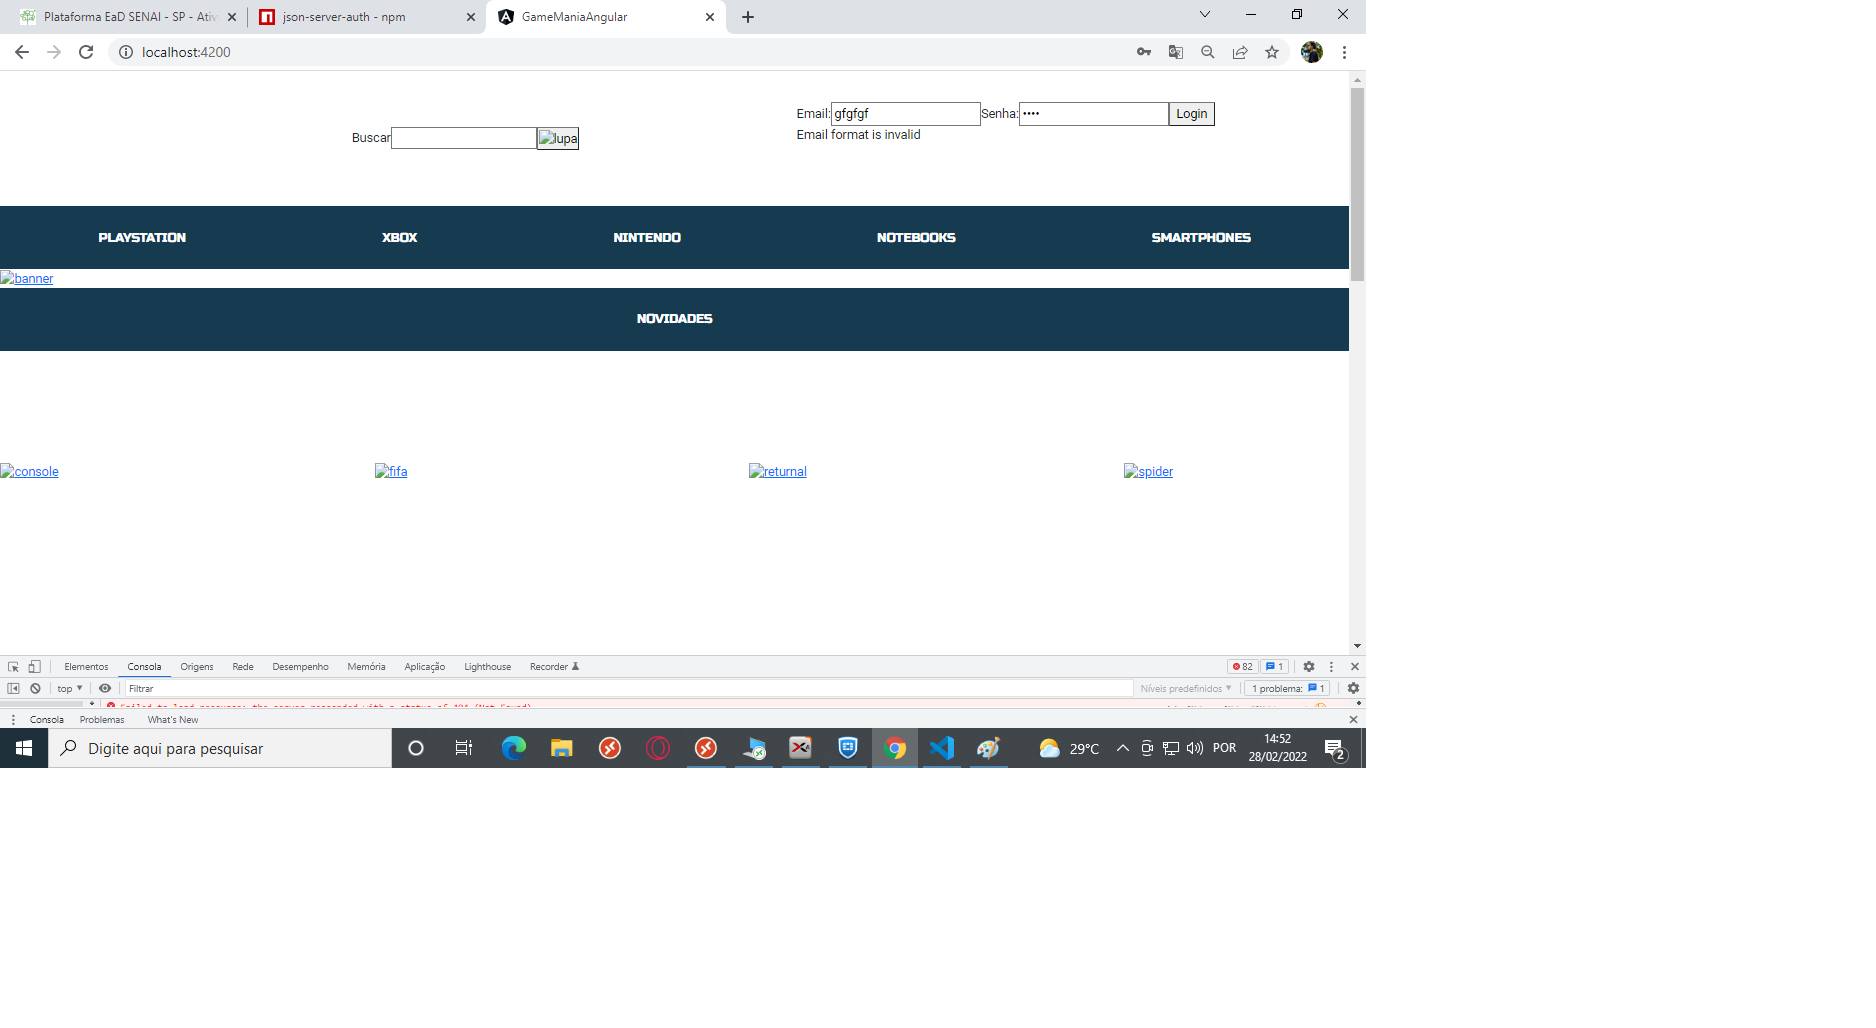 Plataforma EaD SENAI - SP - Ativ
json-server-auth - npm
GameManiaAngular
localhost:4200
Email:
gfgfgf
Senha:
••••
Login
Email format is invalid
Buscar
lupa
PLAYSTATION
XBOX
NINTENDO
NOTEBOOKS
SMARTPHONES
banner
NOVIDADES
console
fifa
returnal
spider
Elementos
Consola
Origens
Rede
Desempenho
Memória
Aplicação
Lighthouse
Recorder
82
1
top
Filtrar
Níveis predefinidos
1 problema:
1
Consola
Problemas
What's New
Digite aqui para pesquisar
29°C
POR
14:52
28/02/2022
2